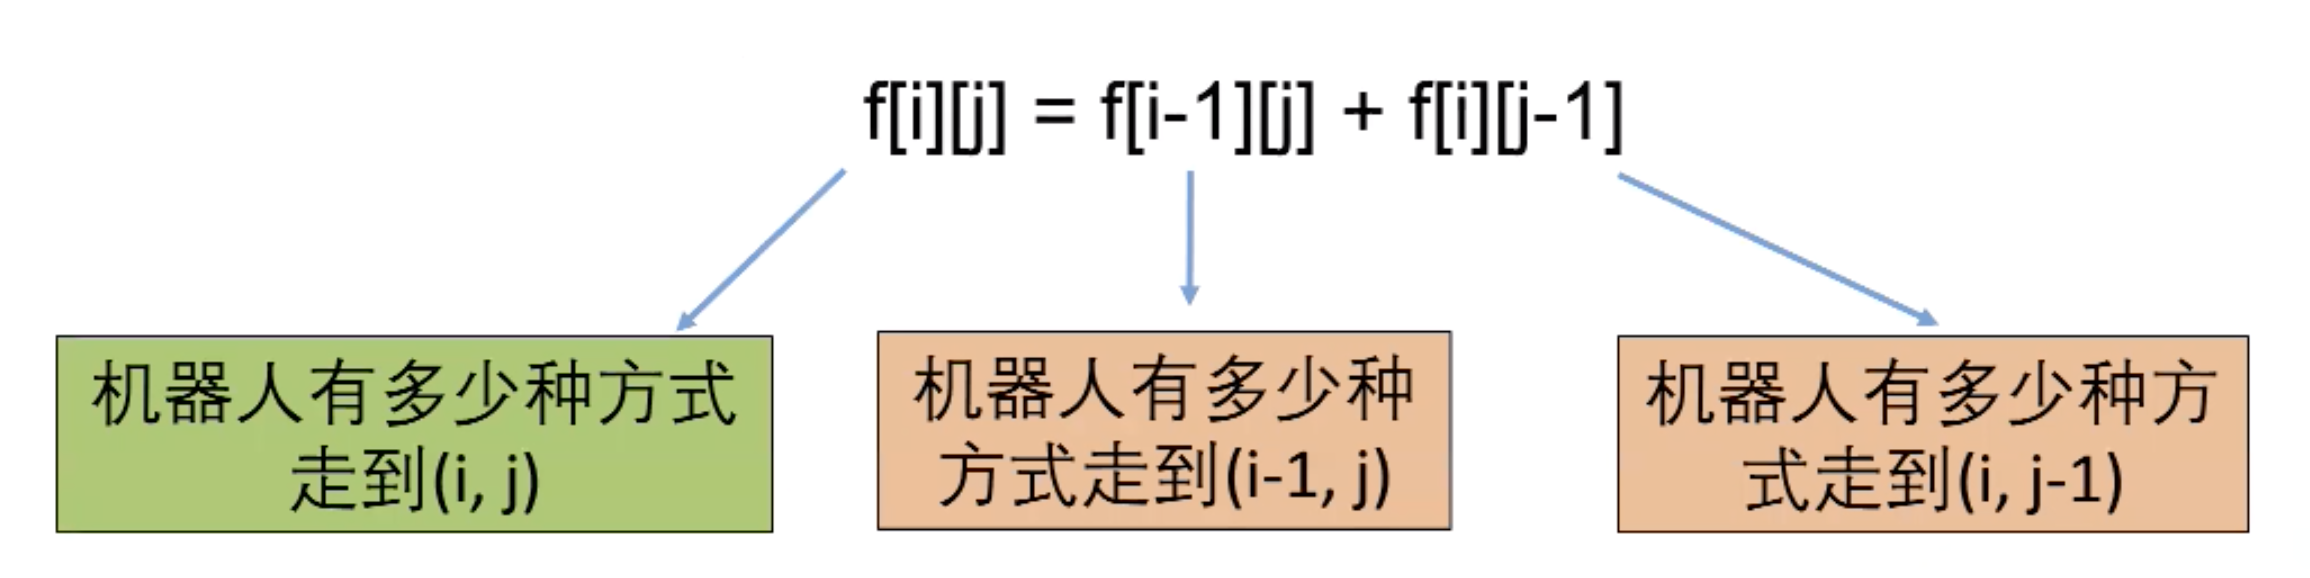 f[i][j] = f[i-1][j] + f[i][j-1]
机器人有多少种方式
走到(i, j)
机器人有多少种
方式走到(i-1, j)
机器人有多少种方
式走到(i, j-1)